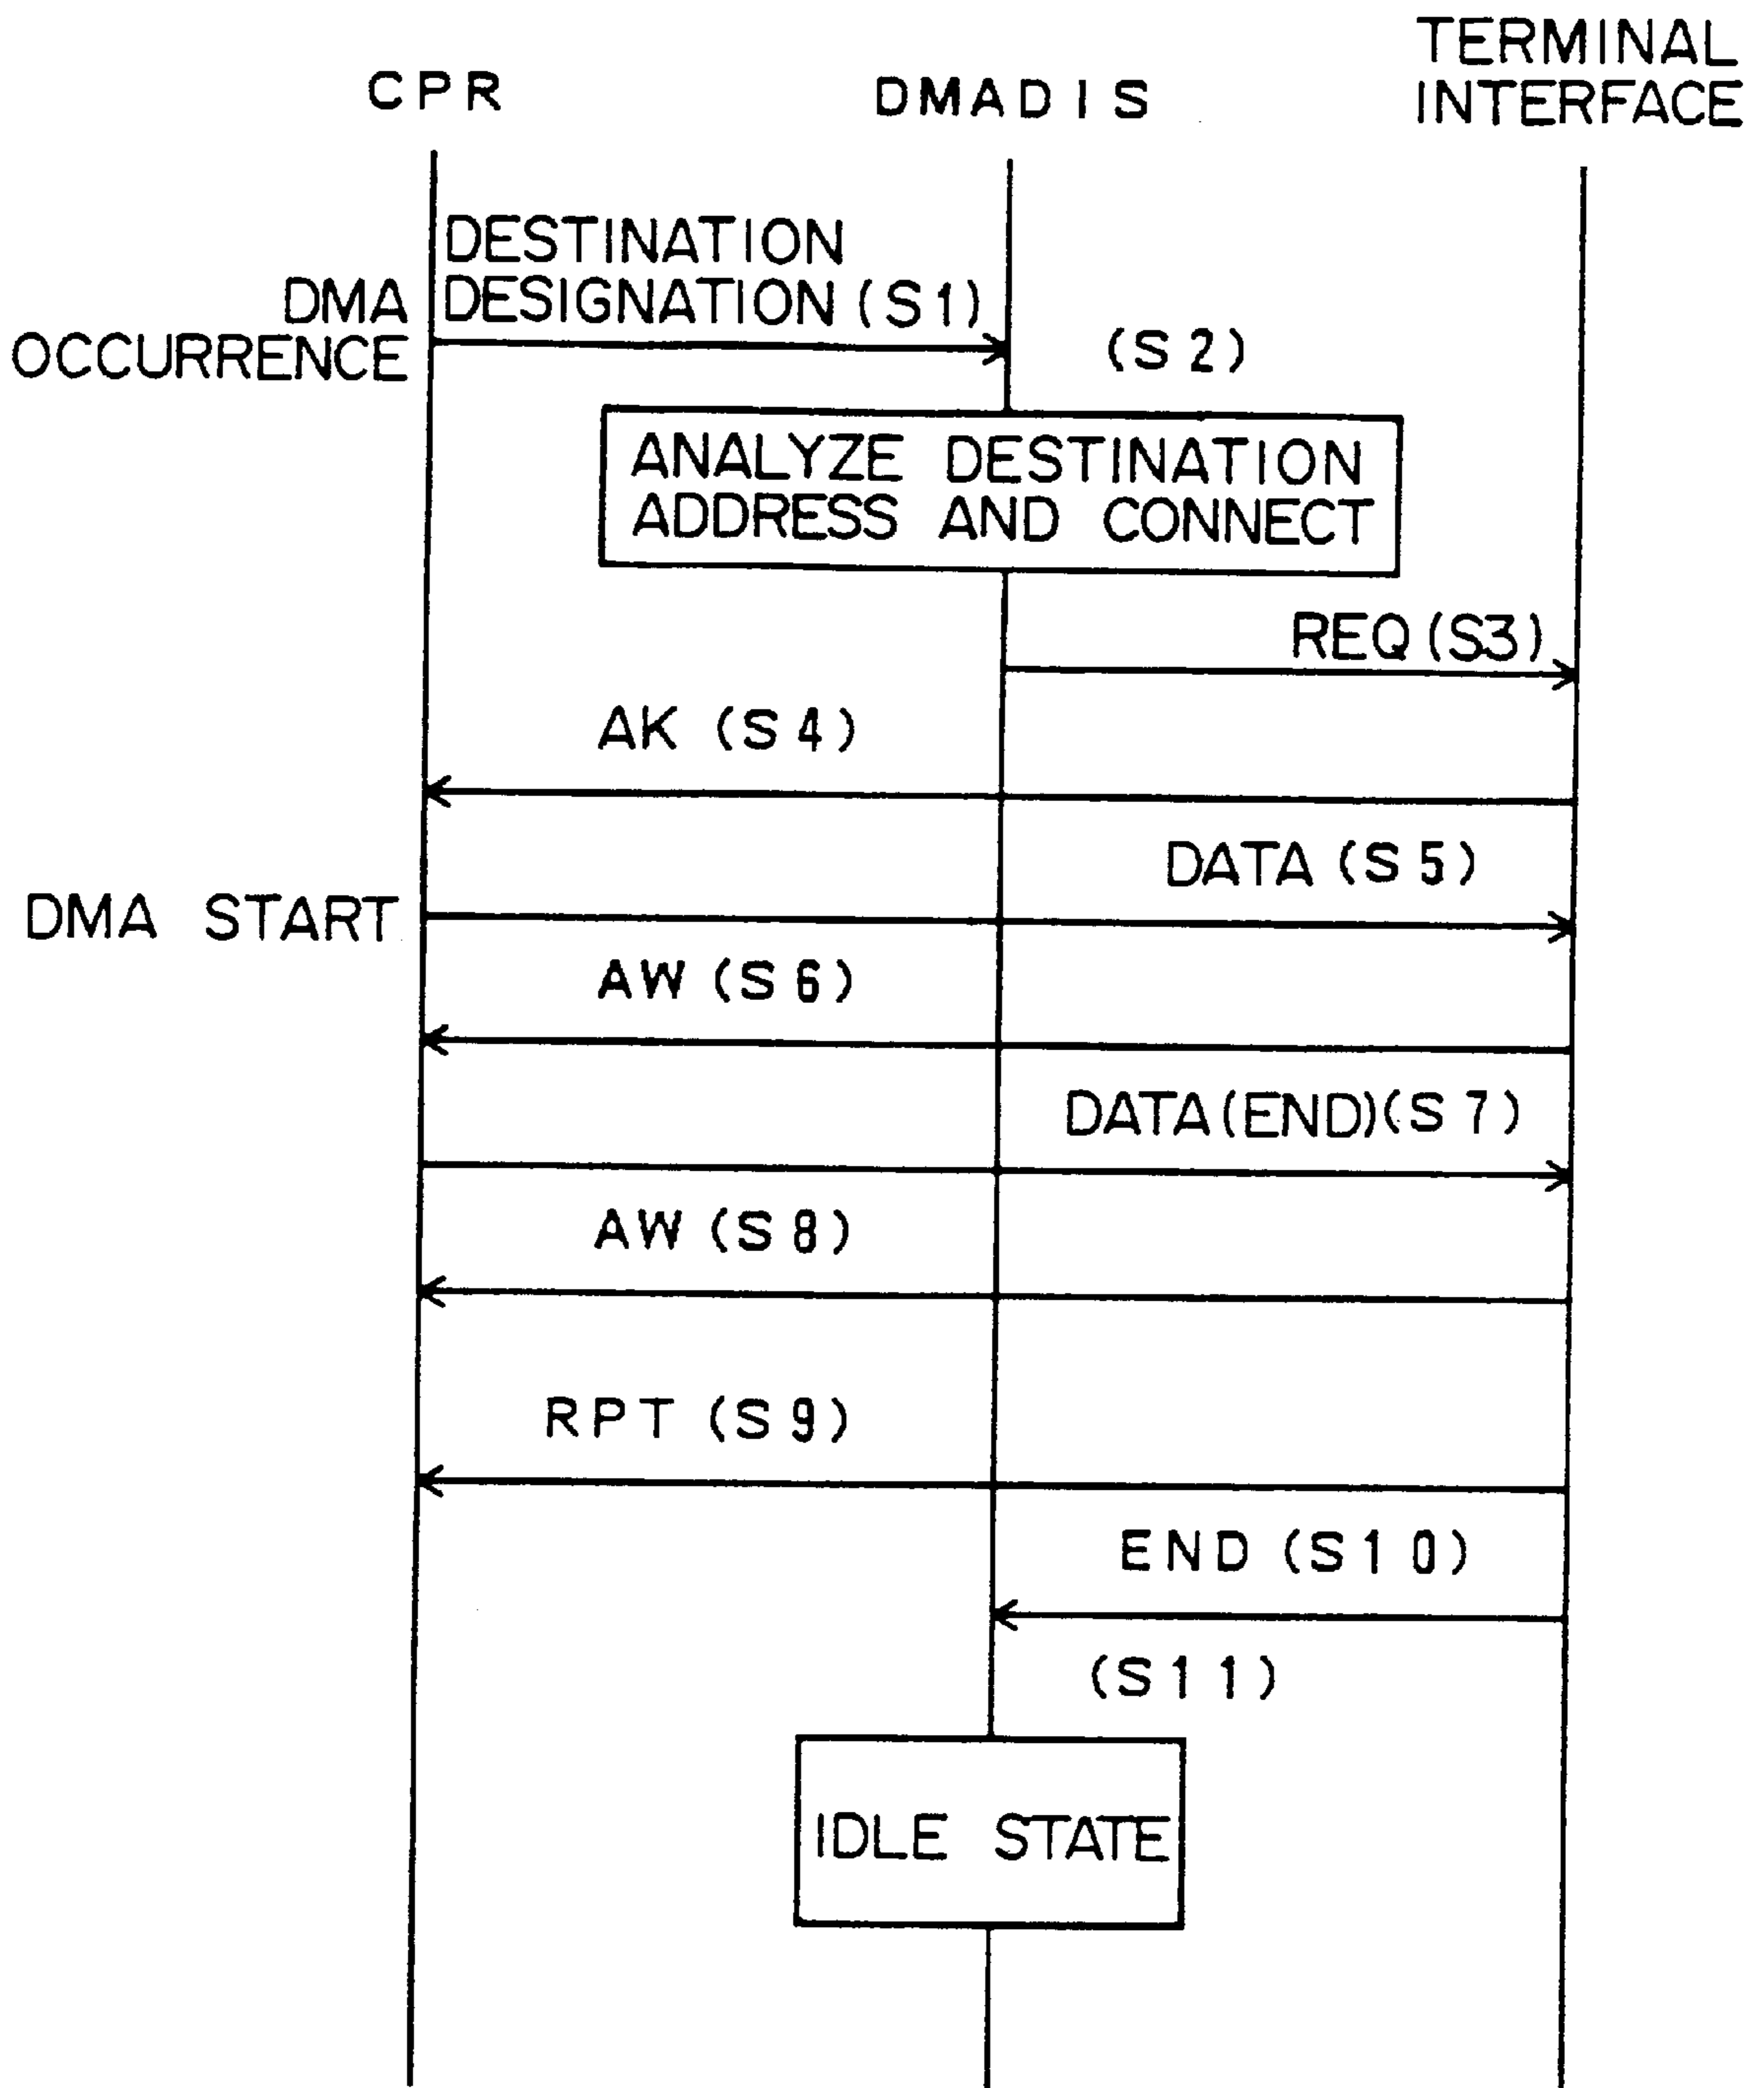 CPR
DMADIS
TERMINAL
INTERFACE
DESTINATION
DESIGNATION (S1)
DMA
OCCURRENCE
(S2)
ANALYZE DESTINATION
ADDRESS AND CONNECT
REQ (S3)
AK (S4)
DATA (S5)
DMA START
AW (S6)
DATA (END) (S7)
AW (S8)
RPT (S9)
END (S10)
(S11)
IDLE STATE